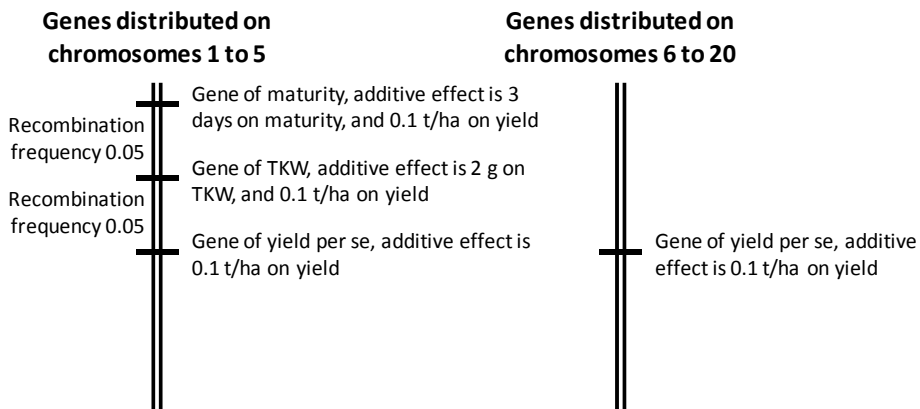 Genes distributed on
chromosomes 1 to 5
Recombination
frequency 0.05
Recombination
frequency 0.05
Gene of maturity, additive effect is 3
days on maturity, and 0.1 t/ha on yield
Gene of TKW, additive effect is 2 g on
TKW, and 0.1 t/ha on yield
Gene of yield per se, additive effect is
0.1 t/ha on yield
Genes distributed on
chromosomes 6 to 20
Gene of yield per se, additive
effect is 0.1 t/ha on yield